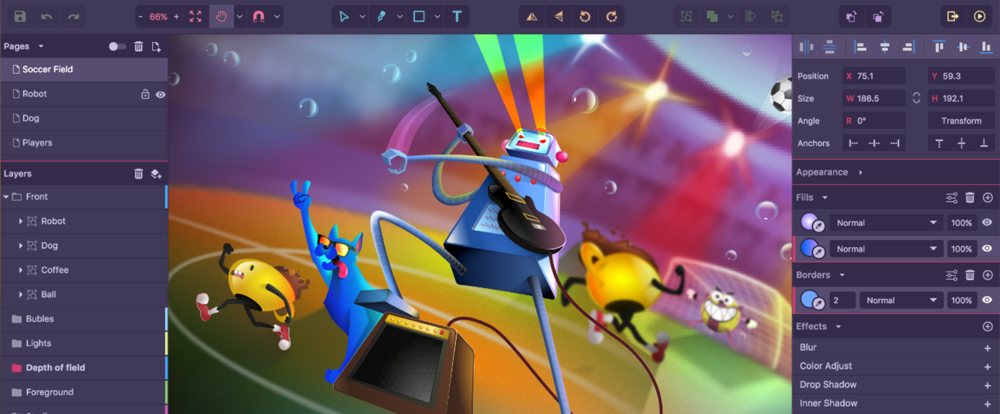 - 66% +
T
Pages
Soccer Field
Robot
Dog
Players
Layers
Front
Robot
Dog
Coffee
Ball
Bubles
Lights
Depth of field
Foreground
Position X 75.1 Y 59.3
Size W 186.5 H 192.1
Angle R 0° Transform
Anchors
Appearance
Fills
Normal 100%
Normal 100%
Borders
2 Normal 100%
Effects
Blur +
Color Adjust +
Drop Shadow +
Inner Shadow +